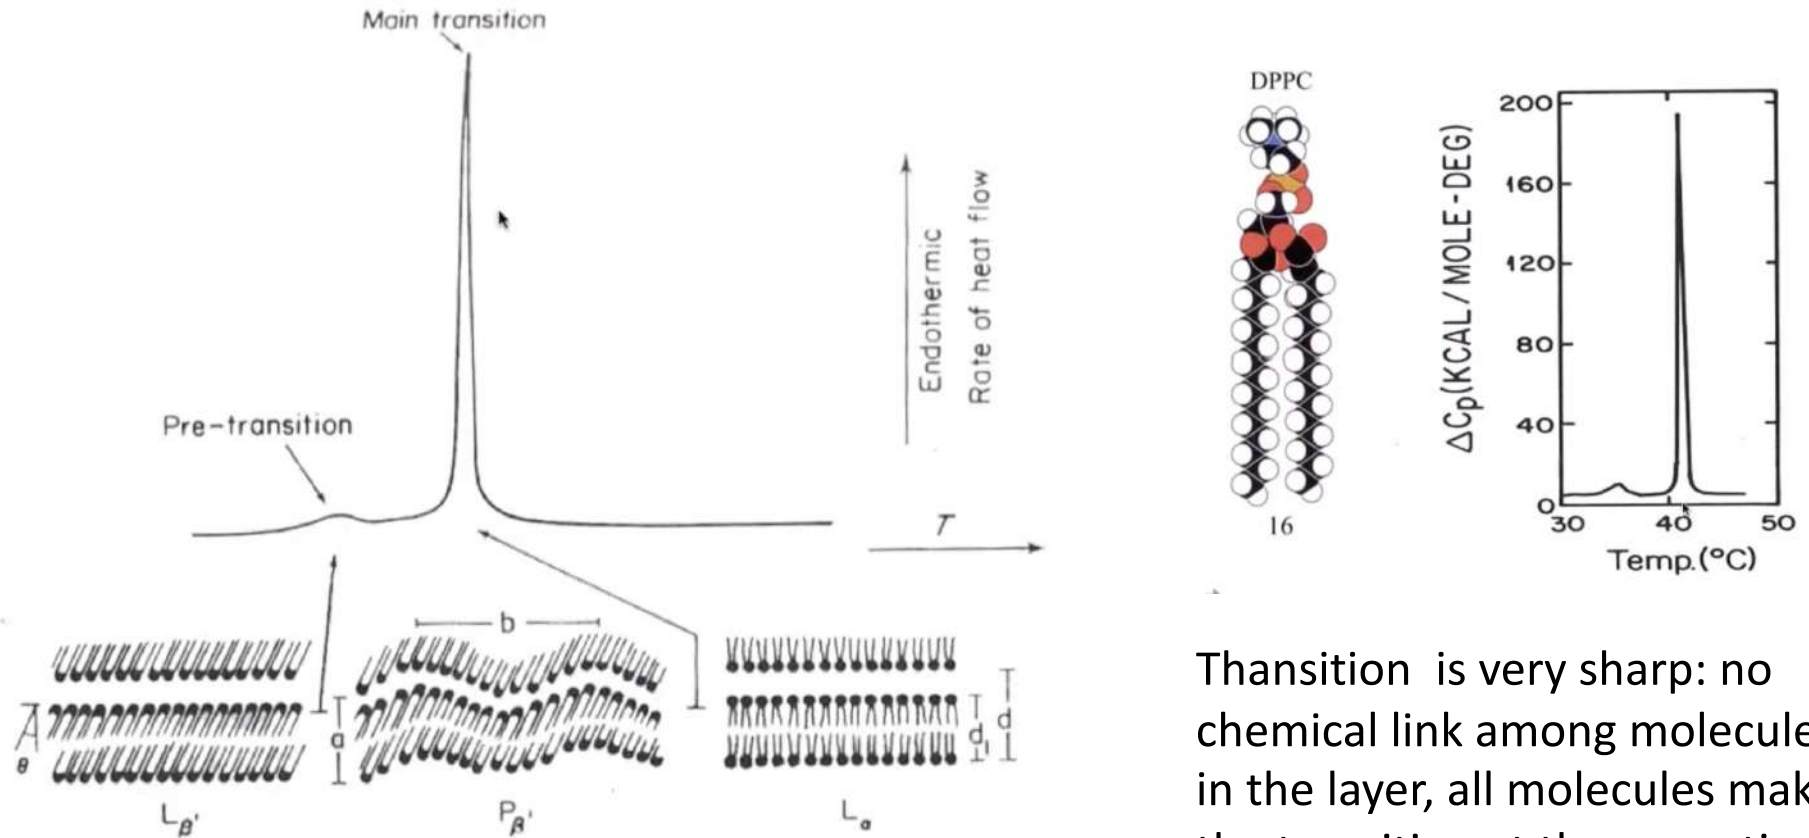 Main transition
Pre-transition
Endothermic
Rate of heat flow
T
b
a
θ
d
d₁
Lβ'
Pβ'
Lα
DPPC
16
ΔCp(KCAL/MOLE-DEG)
200
160
120
80
40
0
30 40 50
Temp.(°C)
Thansition is very sharp: no
chemical link among molecule
in the layer, all molecules mak